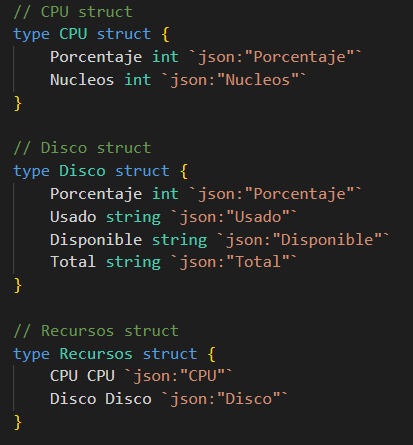 // CPU struct
type CPU struct {
    Porcentaje int `json:"Porcentaje"`
    Nucleos int `json:"Nucleos"`
}

// Disco struct
type Disco struct {
    Porcentaje int `json:"Porcentaje"`
    Usado string `json:"Usado"`
    Disponible string `json:"Disponible"`
    Total string `json:"Total"`
}

// Recursos struct
type Recursos struct {
    CPU CPU `json:"CPU"`
    Disco Disco `json:"Disco"`
}